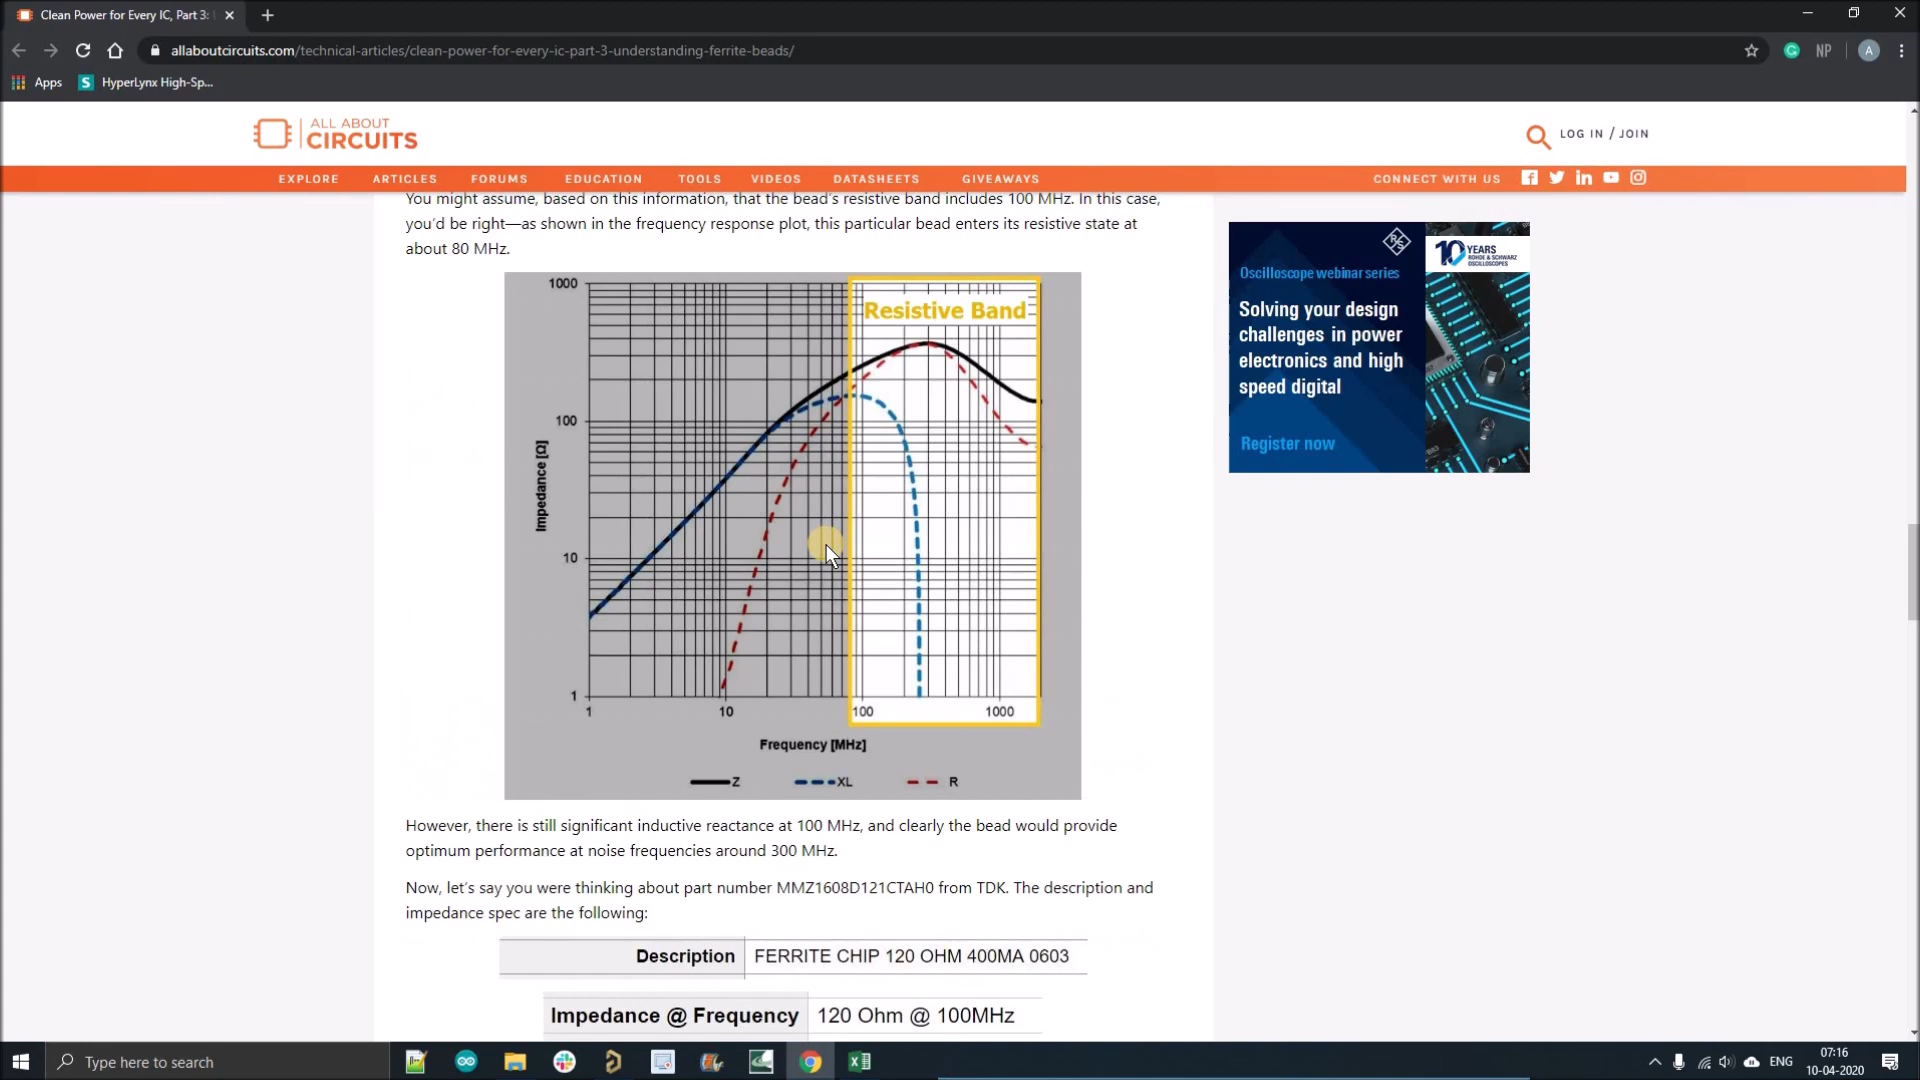 Clean Power for Every IC, Part 3:
allaboutcircuits.com/technical-articles/clean-power-for-every-ic-part-3-understanding-ferrite-beads/
NP
A
Apps
HyperLynx High-Sp...
ALL ABOUT
CIRCUITS
LOG IN / JOIN
EXPLORE ARTICLES FORUMS EDUCATION TOOLS VIDEOS DATASHEETS GIVEAWAYS CONNECT WITH US
You might assume, based on this information, that the bead's resistive band includes 100 MHz. In this case,
you'd be right—as shown in the frequency response plot, this particular bead enters its resistive state at
about 80 MHz.
Resistive Band
1000
100
10
1
Impedance [Ω]
1 10 100 1000
Frequency [MHz]
Z XL R
10 YEARS
ROHDE & SCHWARZ
OSCILLOSCOPES
Oscilloscope webinar series
Solving your design
challenges in power
electronics and high
speed digital
Register now
However, there is still significant inductive reactance at 100 MHz, and clearly the bead would provide
optimum performance at noise frequencies around 300 MHz.
Now, let's say you were thinking about part number MMZ1608D121CTAH0 from TDK. The description and
impedance spec are the following:
Description FERRITE CHIP 120 OHM 400MA 0603
Impedance @ Frequency 120 Ohm @ 100MHz
Type here to search
ENG
07:16
10-04-2020